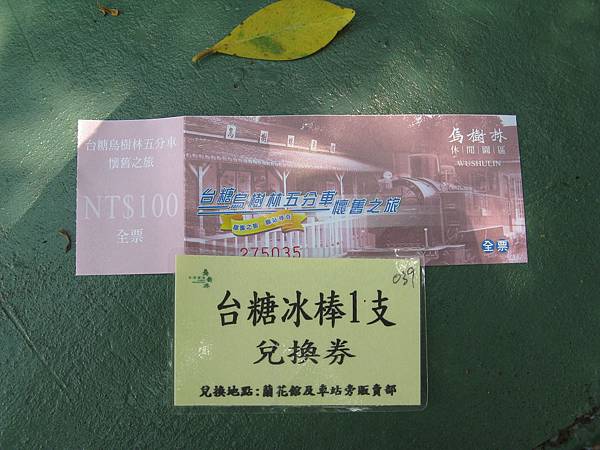 台糖烏樹林五分車
懷舊之旅
NT$100
全票
烏樹林
休閒園區
WUSHULIN
台糖烏樹林五分車
懷舊之旅
275035
全票
039
台糖冰棒1支
兌換券
兌換地點:蘭花館及車站旁販賣部